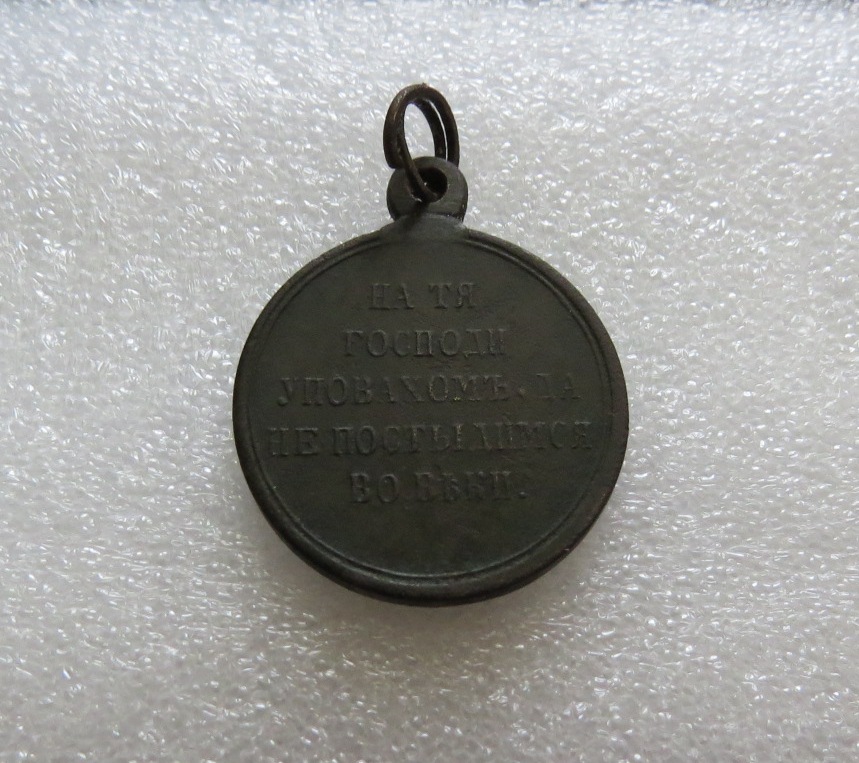 НА ТЯ
ГОСПОДИ
УПОВАХОМЪ, ДА
НЕ ПОСТЫДИМСЯ
ВО ВѢКИ.